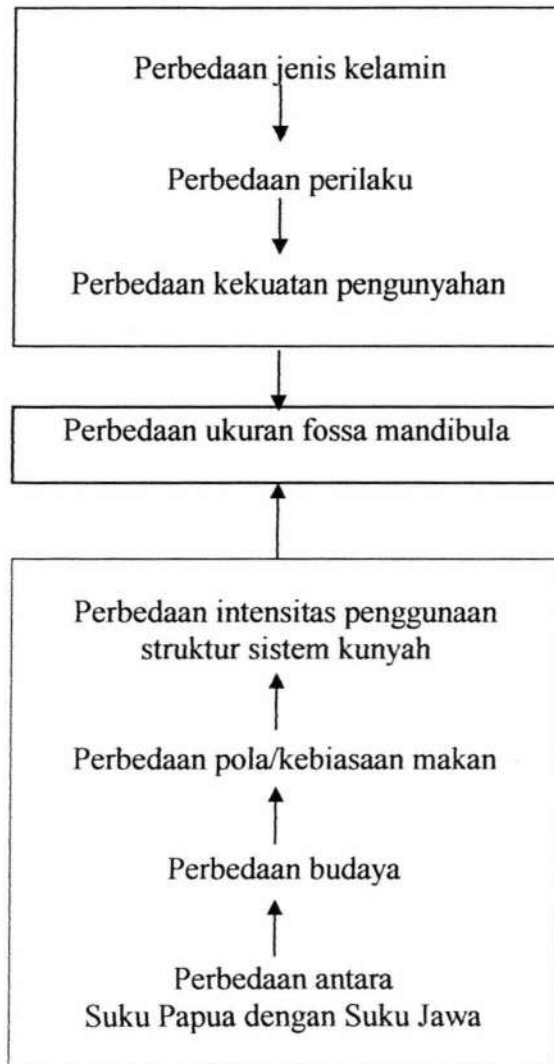 Perbedaan jenis kelamin
Perbedaan perilaku
Perbedaan kekuatan pengunyahan
Perbedaan ukuran fossa mandibula
Perbedaan intensitas penggunaan
struktur sistem kunyah
Perbedaan pola/kebiasaan makan
Perbedaan budaya
Perbedaan antara
Suku Papua dengan Suku Jawa